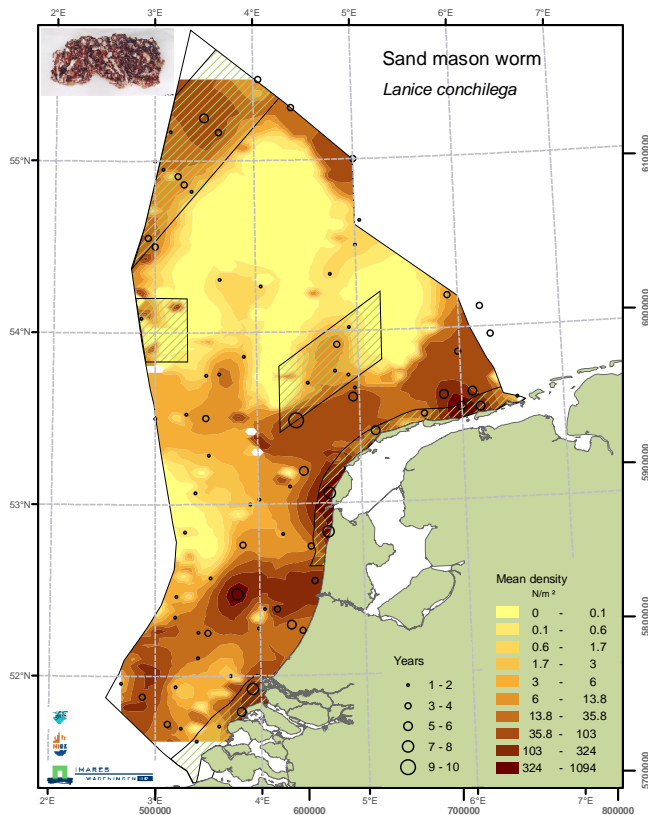 2°E 3°E 4°E 5°E 6°E 7°E
Sand mason worm
Lanice conchilega
55°N
6100000
54°N
6000000
53°N
5900000
52°N
5800000
5700000
Mean density
N/m ²
0 - 0.1
0.1 - 0.6
0.6 - 1.7
1.7 - 3
3 - 6
6 - 13.8
13.8 - 35.8
35.8 - 103
103 - 324
324 - 1094
Years
1 - 2
3 - 4
5 - 6
7 - 8
9 - 10
IMARES
WAGENINGEN UR
2°E 3°E 4°E 5°E 6°E 7°E
500000 600000 700000 800000